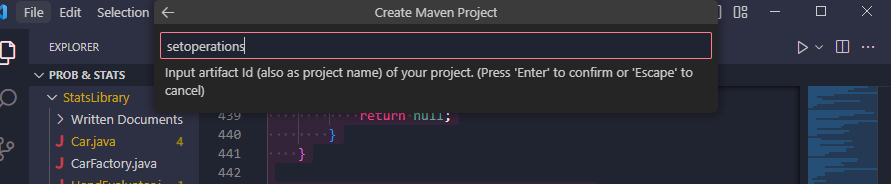 File Edit Selection
Create Maven Project
setoperations
Input artifact Id (also as project name) of your project. (Press 'Enter' to confirm or 'Escape' to
cancel)
EXPLORER
PROB & STATS
StatsLibrary
Written Documents
Car.java 4
CarFactory.java
439 return null;
440 }
441 }
442